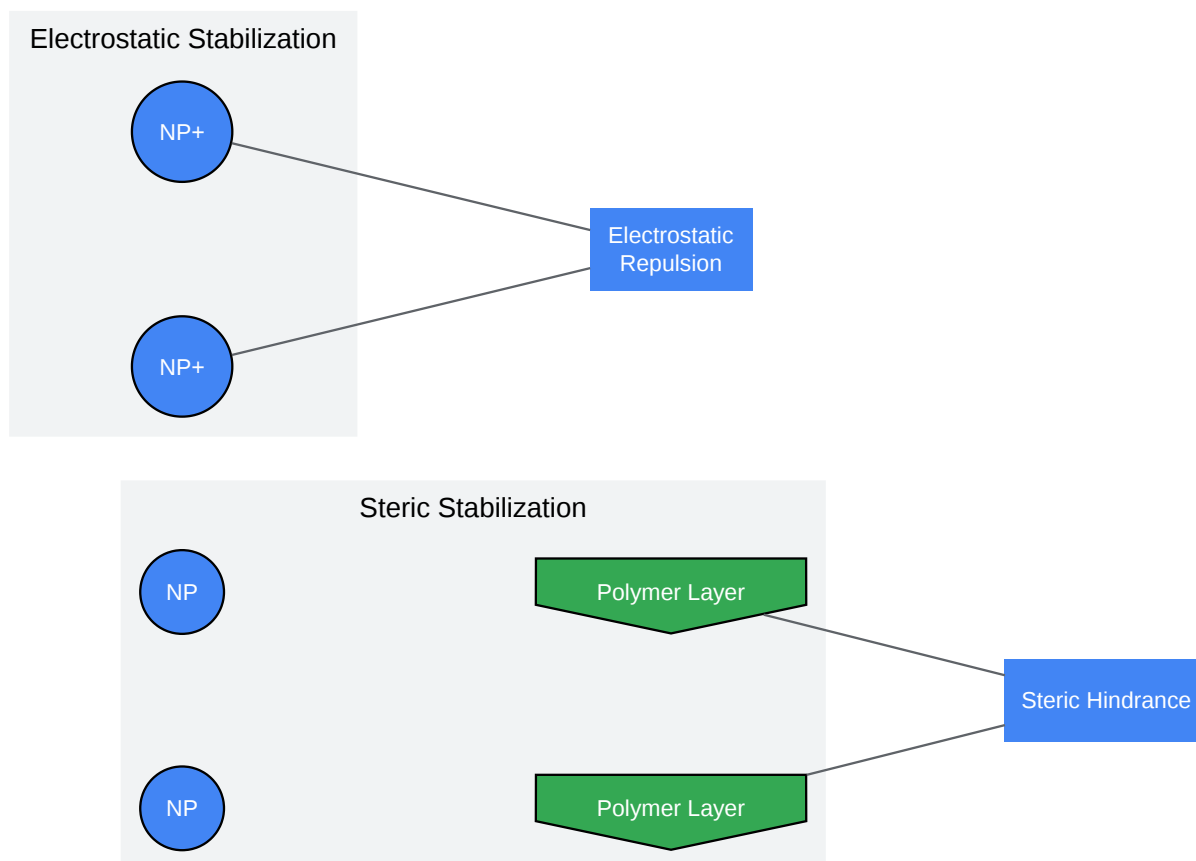 Electrostatic Stabilization
NP+
Electrostatic
Repulsion
NP+
Steric Stabilization
NP
Polymer Layer
Steric Hindrance
NP
Polymer Layer